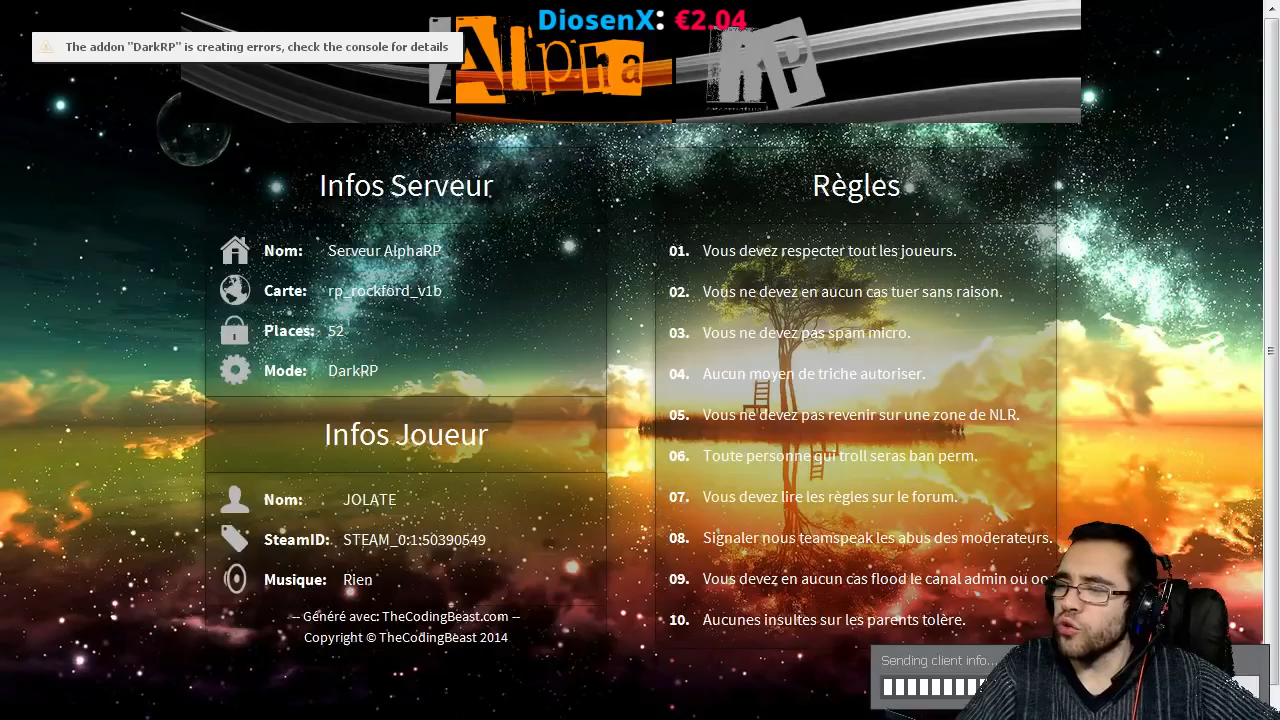 DiosenX: €2.04
The addon "DarkRP" is creating errors, check the console for details
Alpha RP
Infos Serveur
Nom: Serveur AlphaRP
Carte: rp_rockford_v1b
Places: 52
Mode: DarkRP
Infos Joueur
Nom: JOLATE
SteamID: STEAM_0:1:50390549
Musique: Rien
-- Généré avec: TheCodingBeast.com --
Copyright © TheCodingBeast 2014
Règles
01. Vous devez respecter tout les joueurs.
02. Vous ne devez en aucun cas tuer sans raison.
03. Vous ne devez pas spam micro.
04. Aucun moyen de triche autoriser.
05. Vous ne devez pas revenir sur une zone de NLR.
06. Toute personne qui troll seras ban perm.
07. Vous devez lire les règles sur le forum.
08. Signaler nous teamspeak les abus des moderateurs.
09. Vous devez en aucun cas flood le canal admin ou
10. Aucunes insultes sur les parents tolère.
Sending client info...